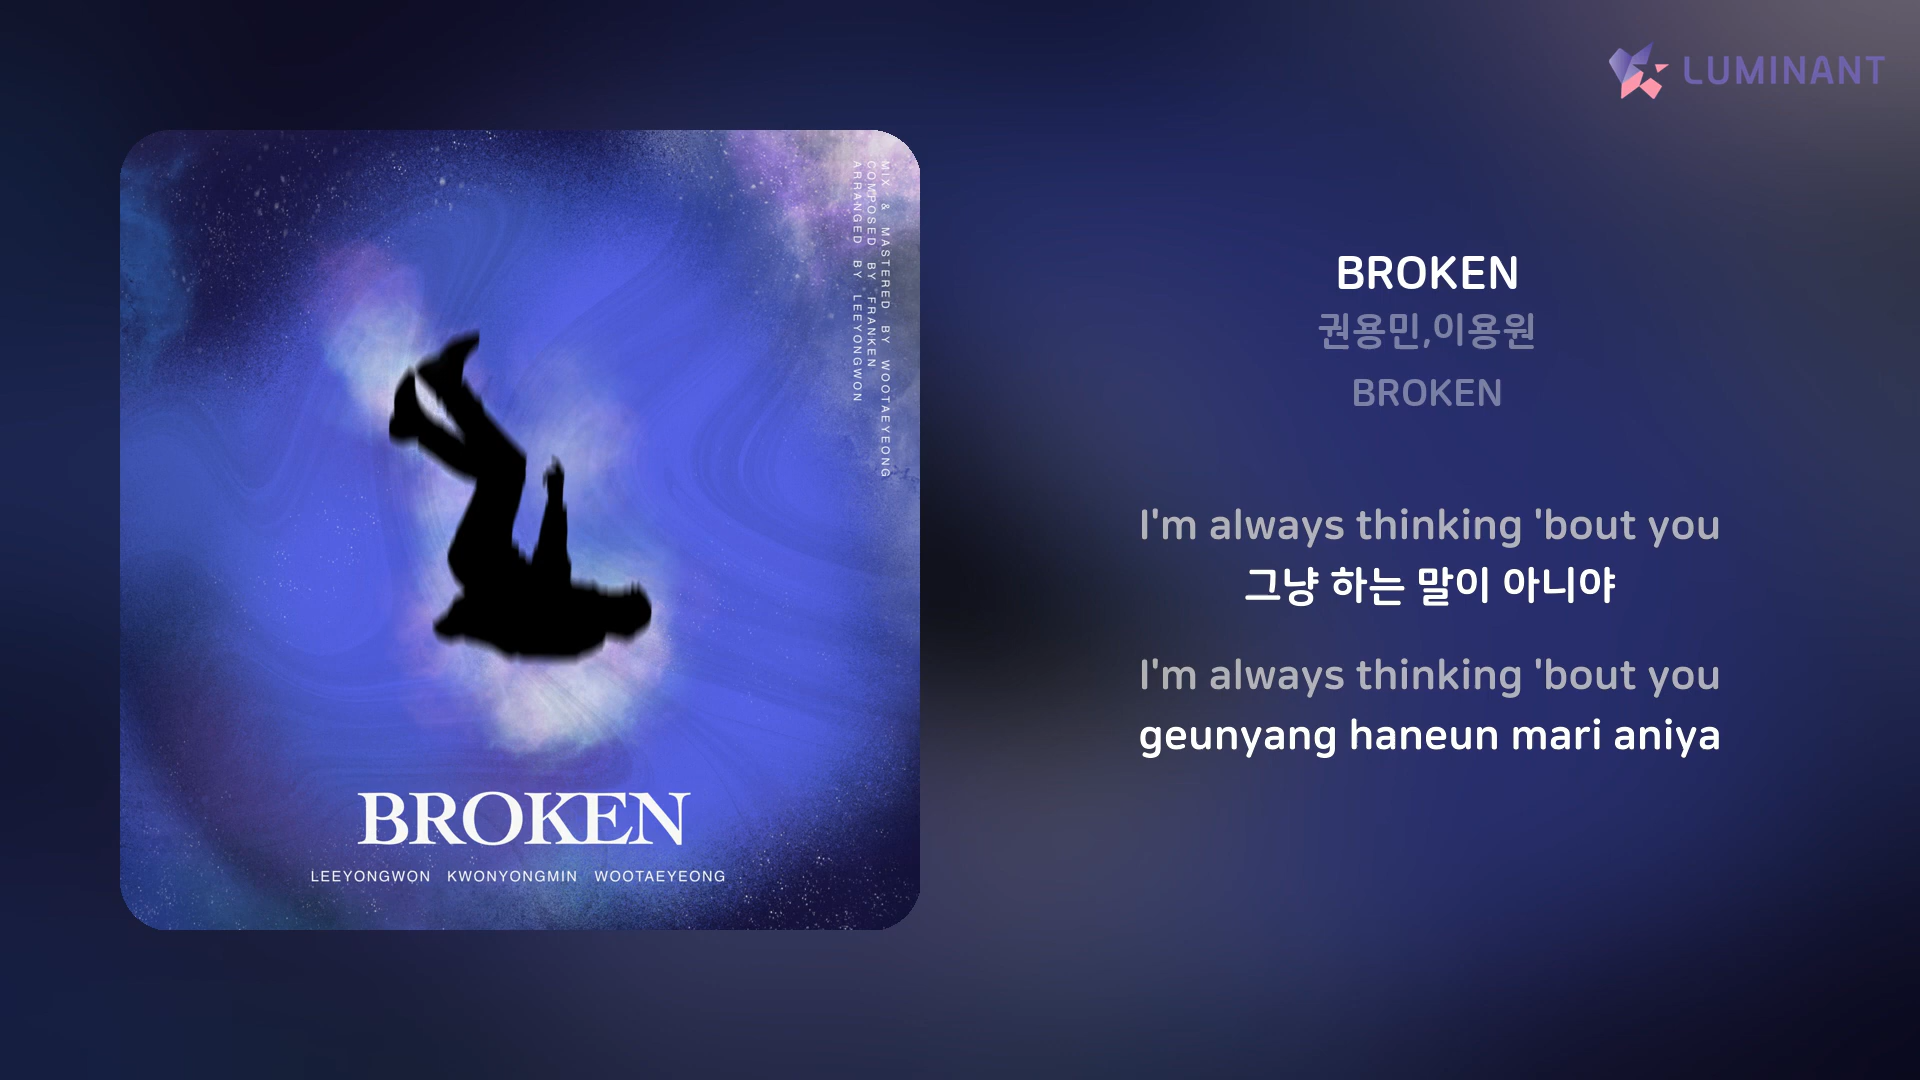 LUMINANT
MIX & MASTERED BY WOOTAEYEONG
COMPOSED BY FRANKEN
ARRANGED BY LEEYONGWON
BROKEN
LEEYONGWON KWONYONGMIN WOOTAEYEONG
BROKEN
권용민,이용원
BROKEN
I'm always thinking 'bout you
그냥 하는 말이 아니야
I'm always thinking 'bout you
geunyang haneun mari aniya